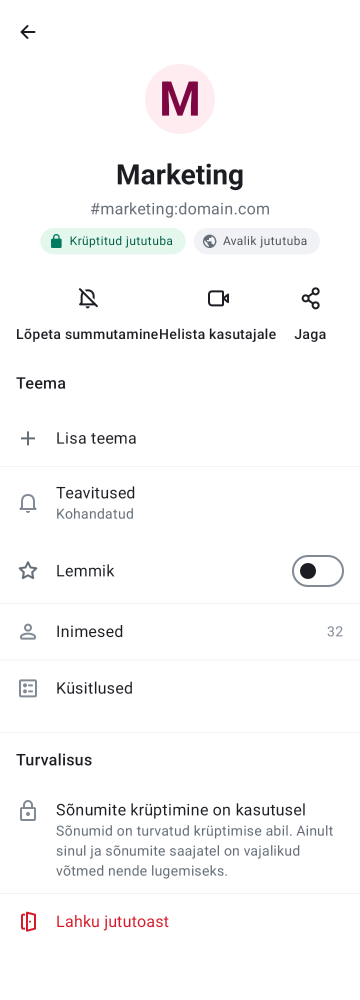 M
Marketing
#marketing:domain.com
Krüptitud jututuba Avalik jututuba
Lõpeta summutamine Helista kasutajale Jaga
Teema
Lisa teema
Teavitused
Kohandatud
Lemmik
Inimesed 32
Küsitlused
Turvalisus
Sõnumite krüptimine on kasutusel
Sõnumid on turvatud krüptimise abil. Ainult
sinul ja sõnumite saajatel on vajalikud
võtmed nende lugemiseks.
Lahku jututoast